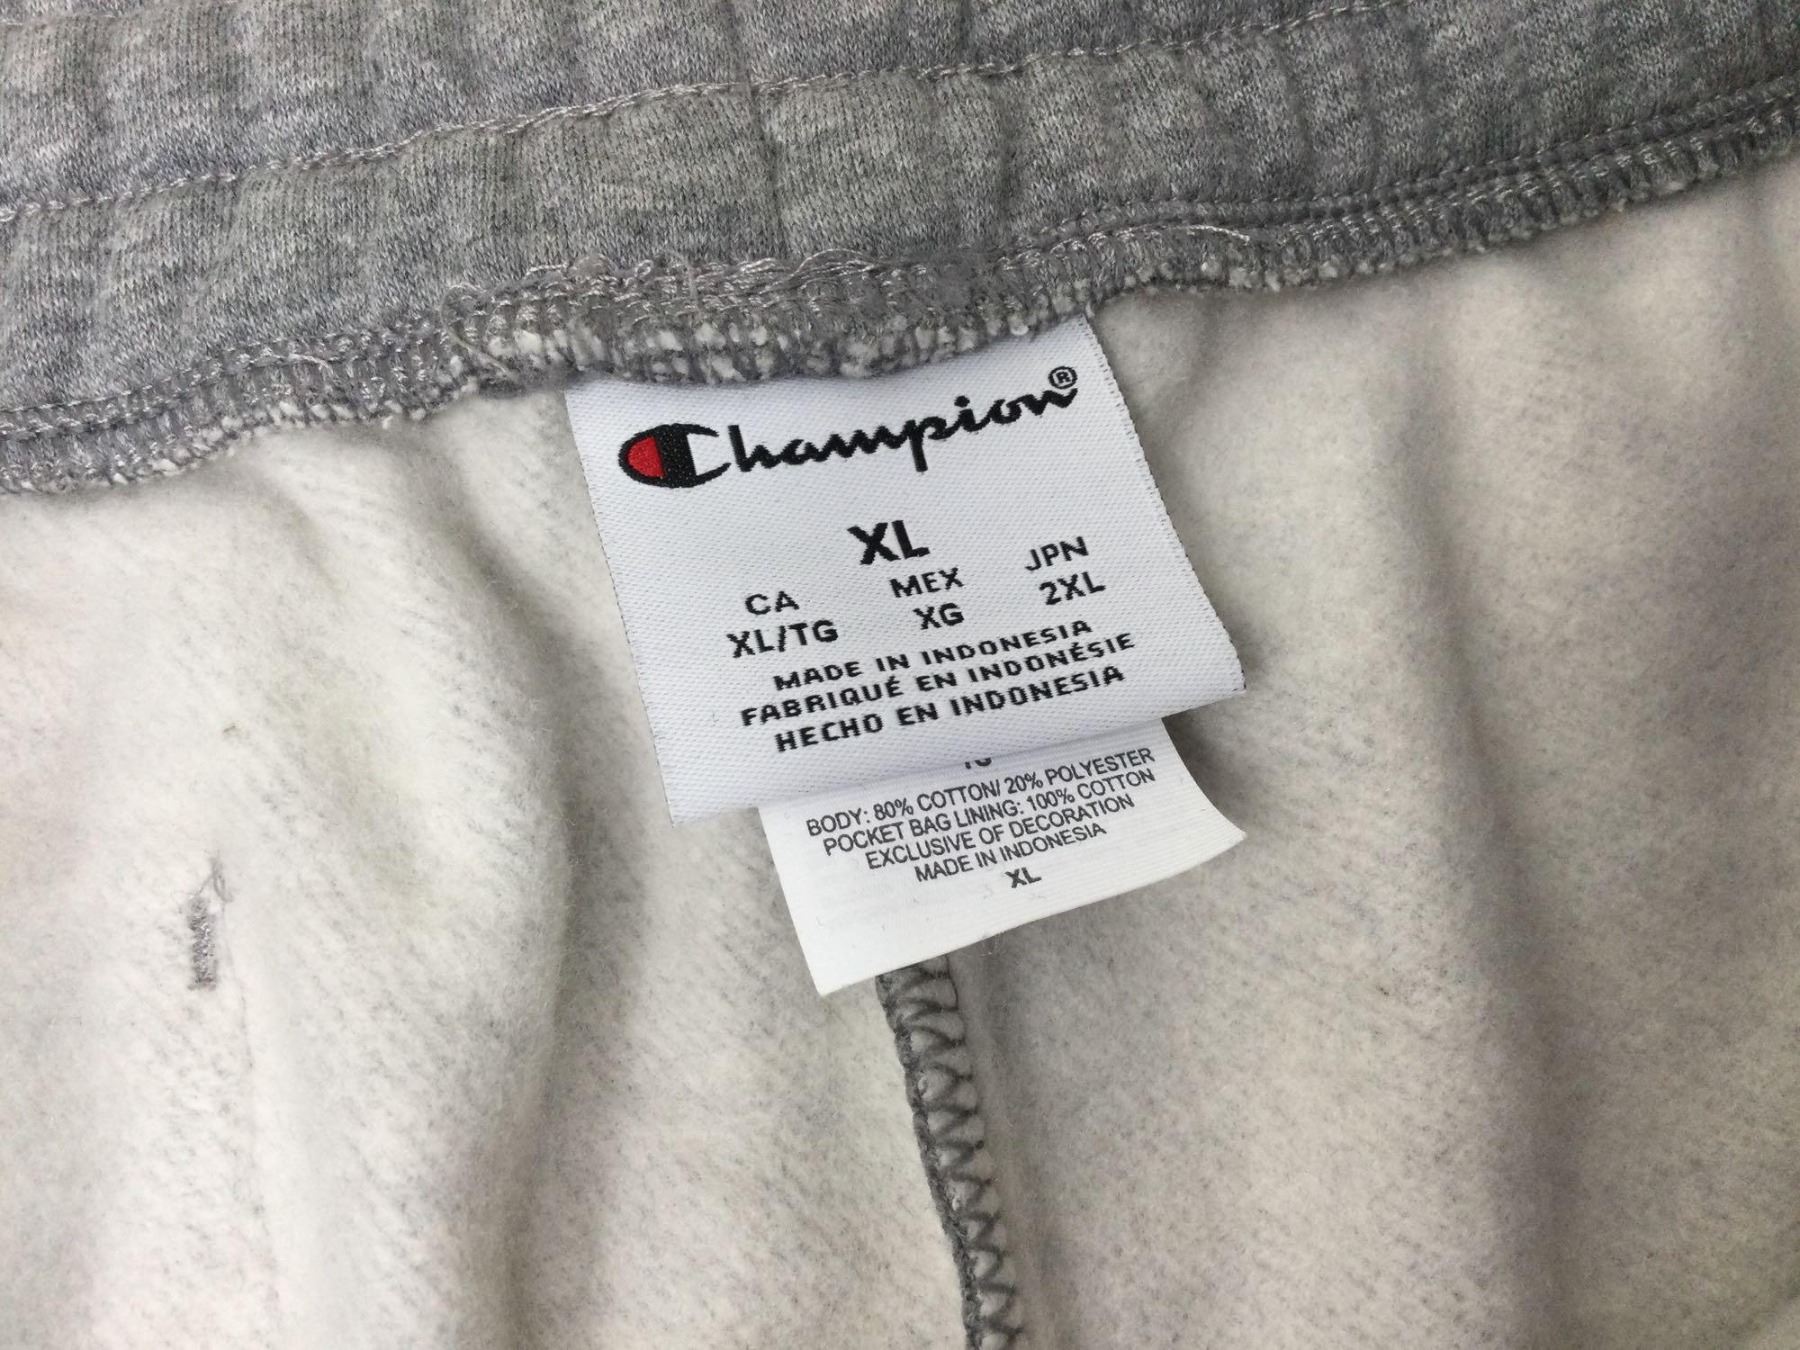 Champion®
XL
CA MEX JPN
XL/TG XG 2XL
MADE IN INDONESIA
FABRIQUÉ EN INDONÉSIE
HECHO EN INDONESIA
BODY: 80% COTTON/ 20% POLYESTER
POCKET BAG LINING: 100% COTTON
EXCLUSIVE OF DECORATION
MADE IN INDONESIA
XL